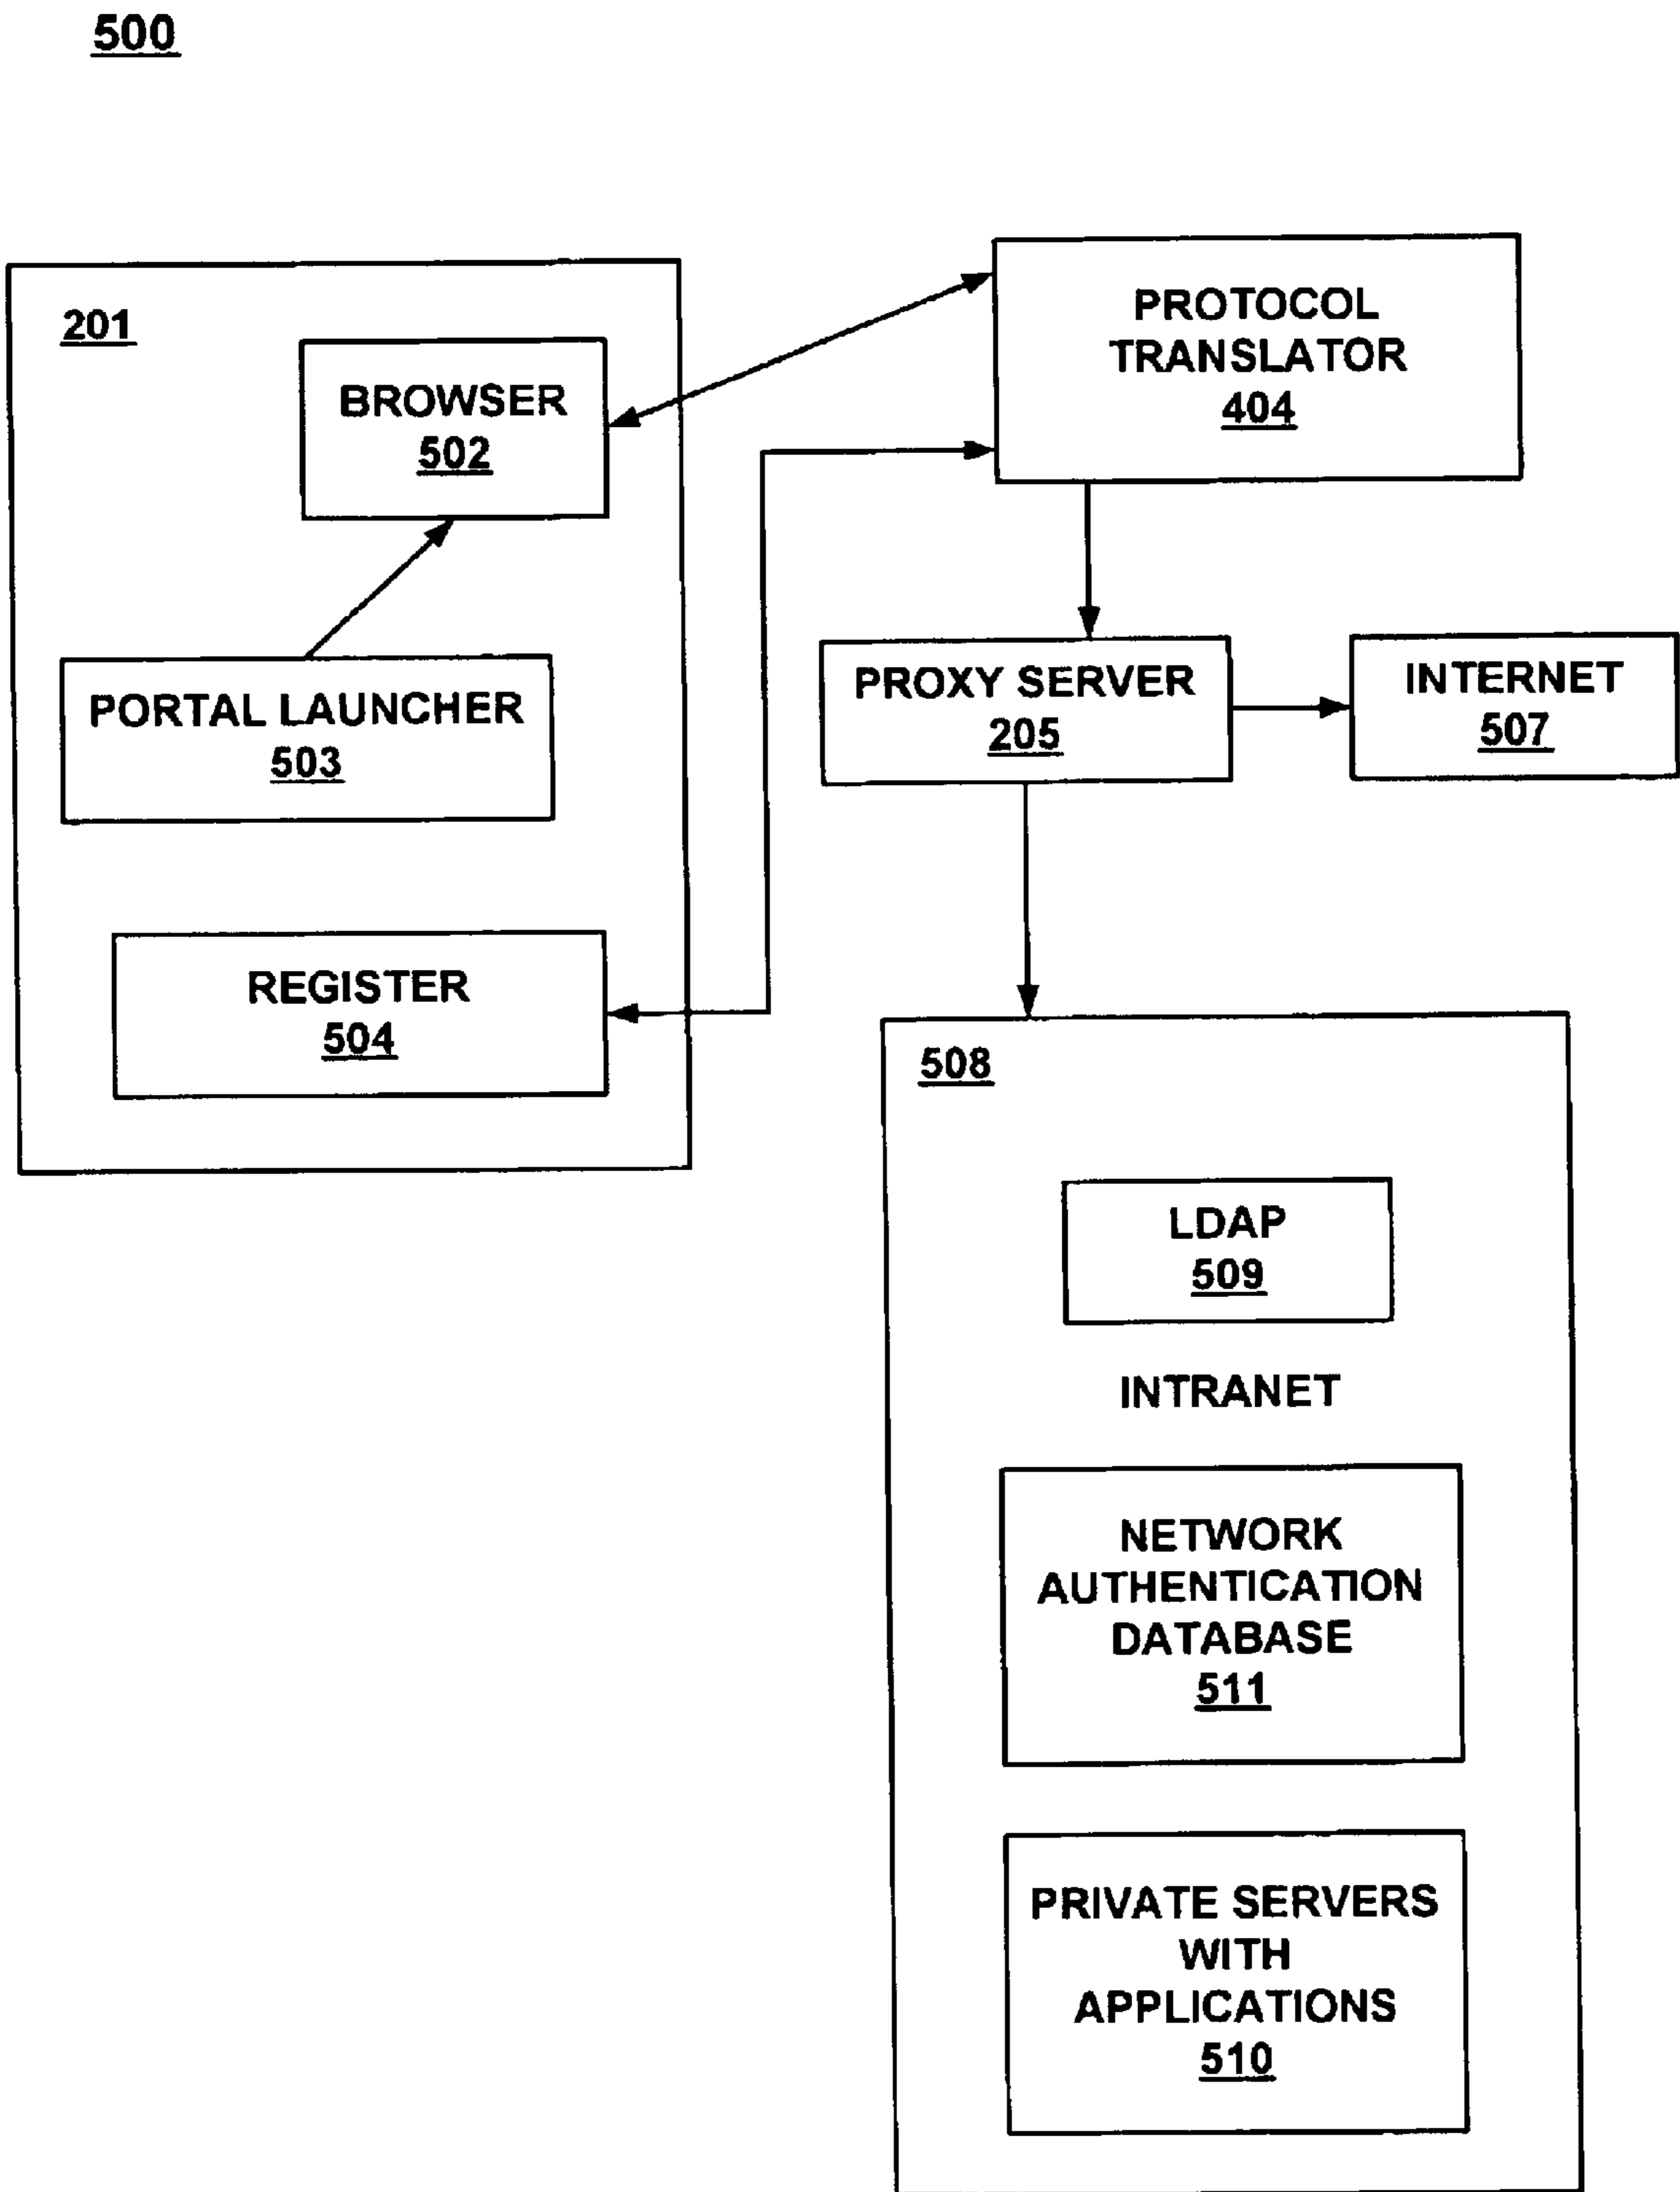 500
201
BROWSER
502
PORTAL LAUNCHER
503
REGISTER
504
PROTOCOL
TRANSLATOR
404
PROXY SERVER
205
INTERNET
507
508
LDAP
509
INTRANET
NETWORK
AUTHENTICATION
DATABASE
511
PRIVATE SERVERS
WITH
APPLICATIONS
510